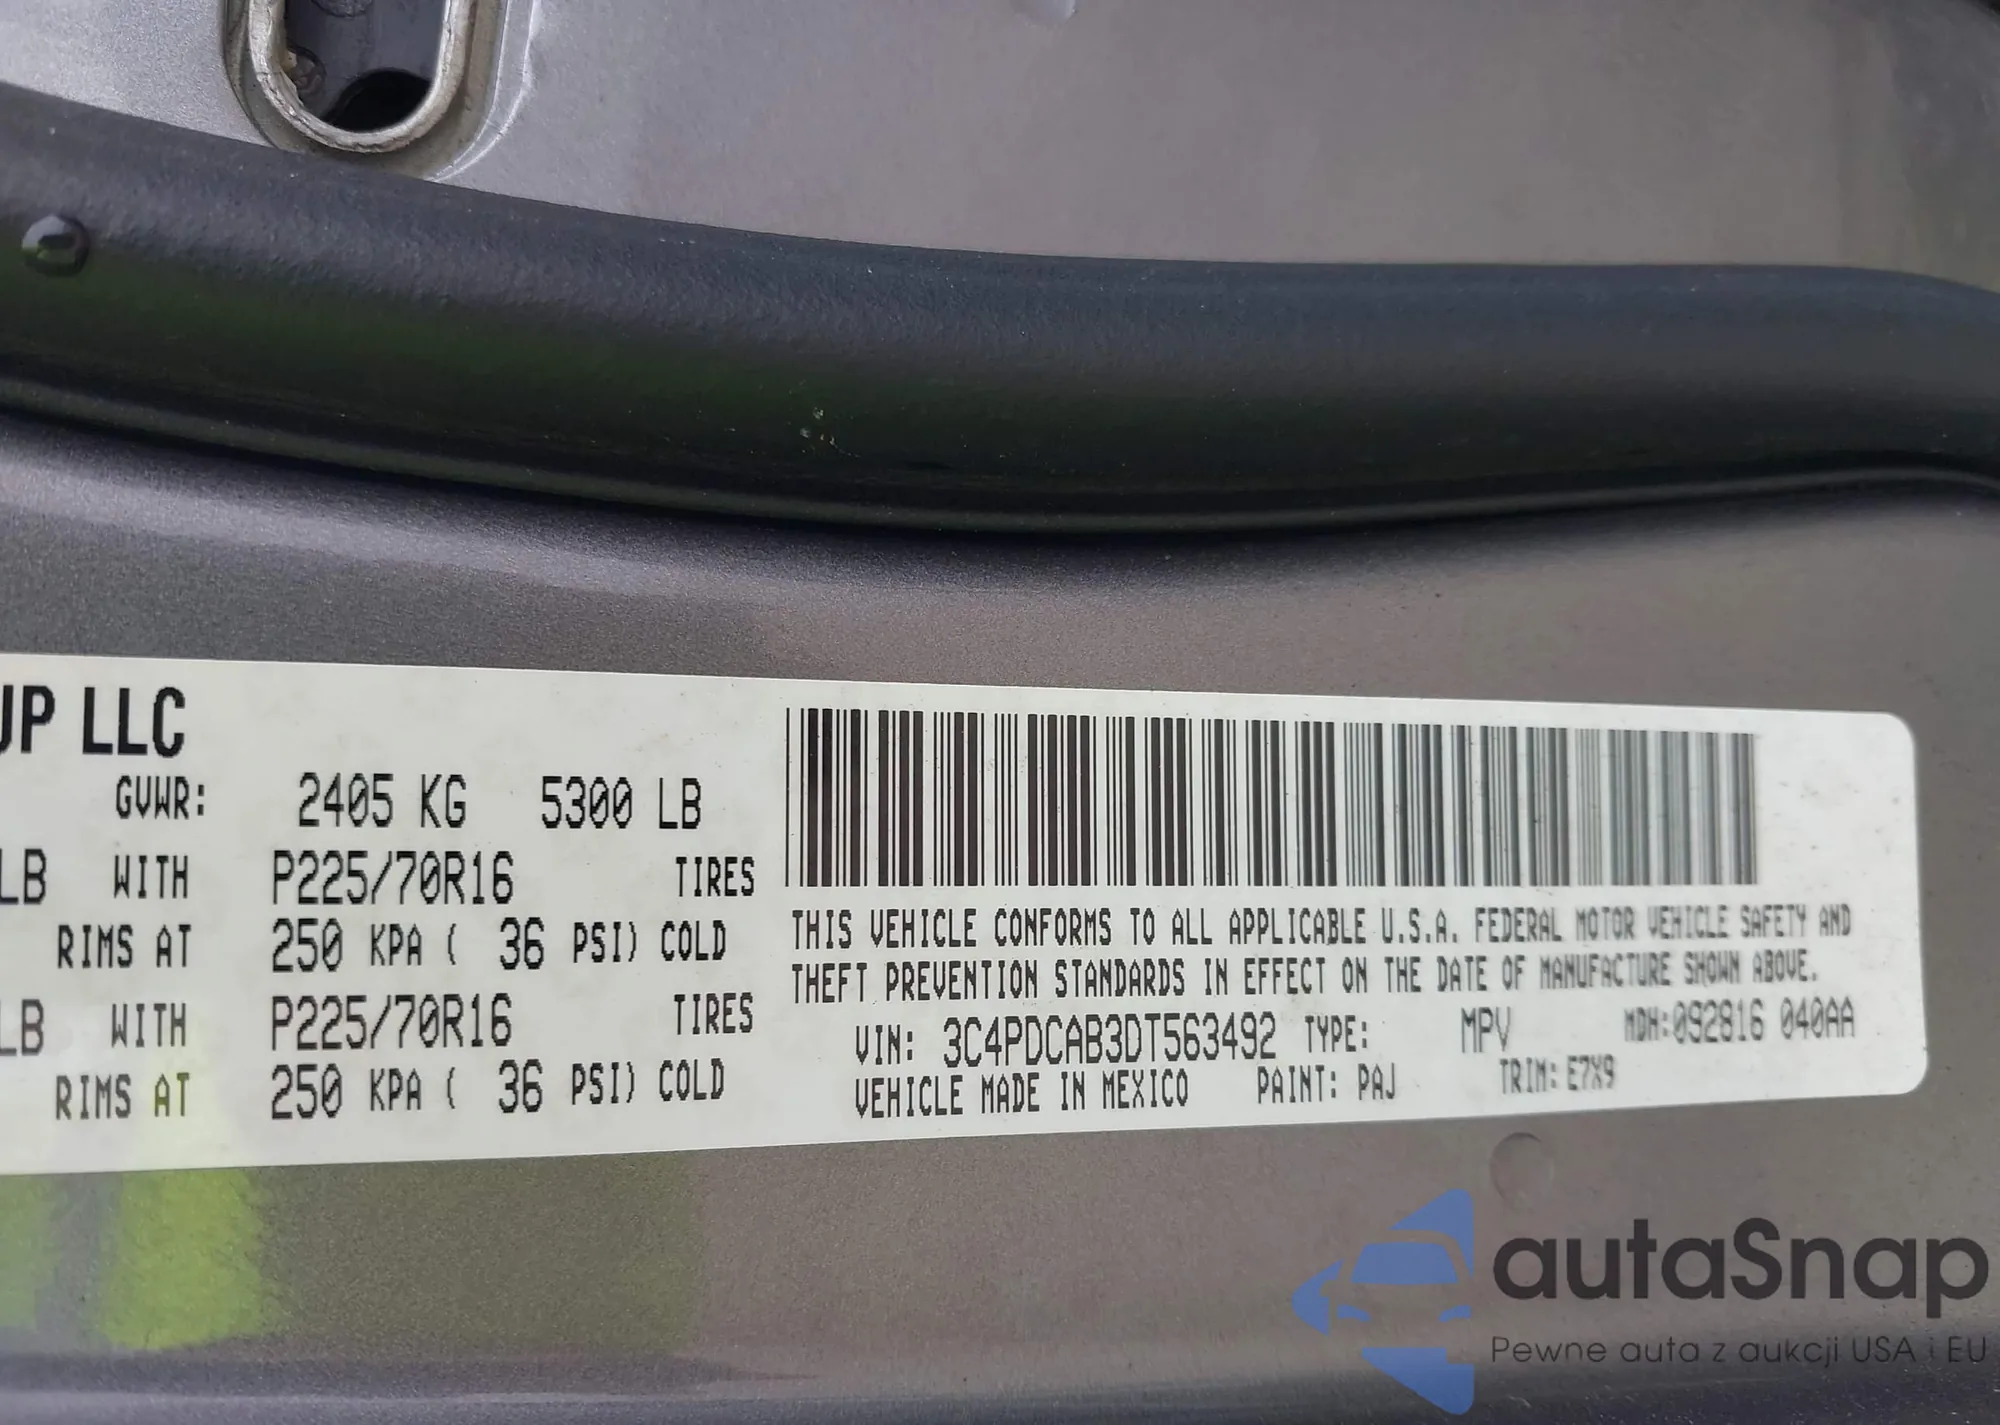 UP LLC
GVWR: 2405 KG 5300 LB
LB WITH P225/70R16 TIRES
RIMS AT 250 KPA ( 36 PSI) COLD
LB WITH P225/70R16 TIRES
RIMS AT 250 KPA ( 36 PSI) COLD
THIS VEHICLE CONFORMS TO ALL APPLICABLE U.S.A. FEDERAL MOTOR VEHICLE SAFETY AND
THEFT PREVENTION STANDARDS IN EFFECT ON THE DATE OF MANUFACTURE SHOWN ABOVE.
VIN: 3C4PDCAB3DT563492 TYPE: MPV MDH:092816 040AA
VEHICLE MADE IN MEXICO PAINT: PAJ TRIM: E7X9
autaSnap
Pewne auta z aukcji USA i EU